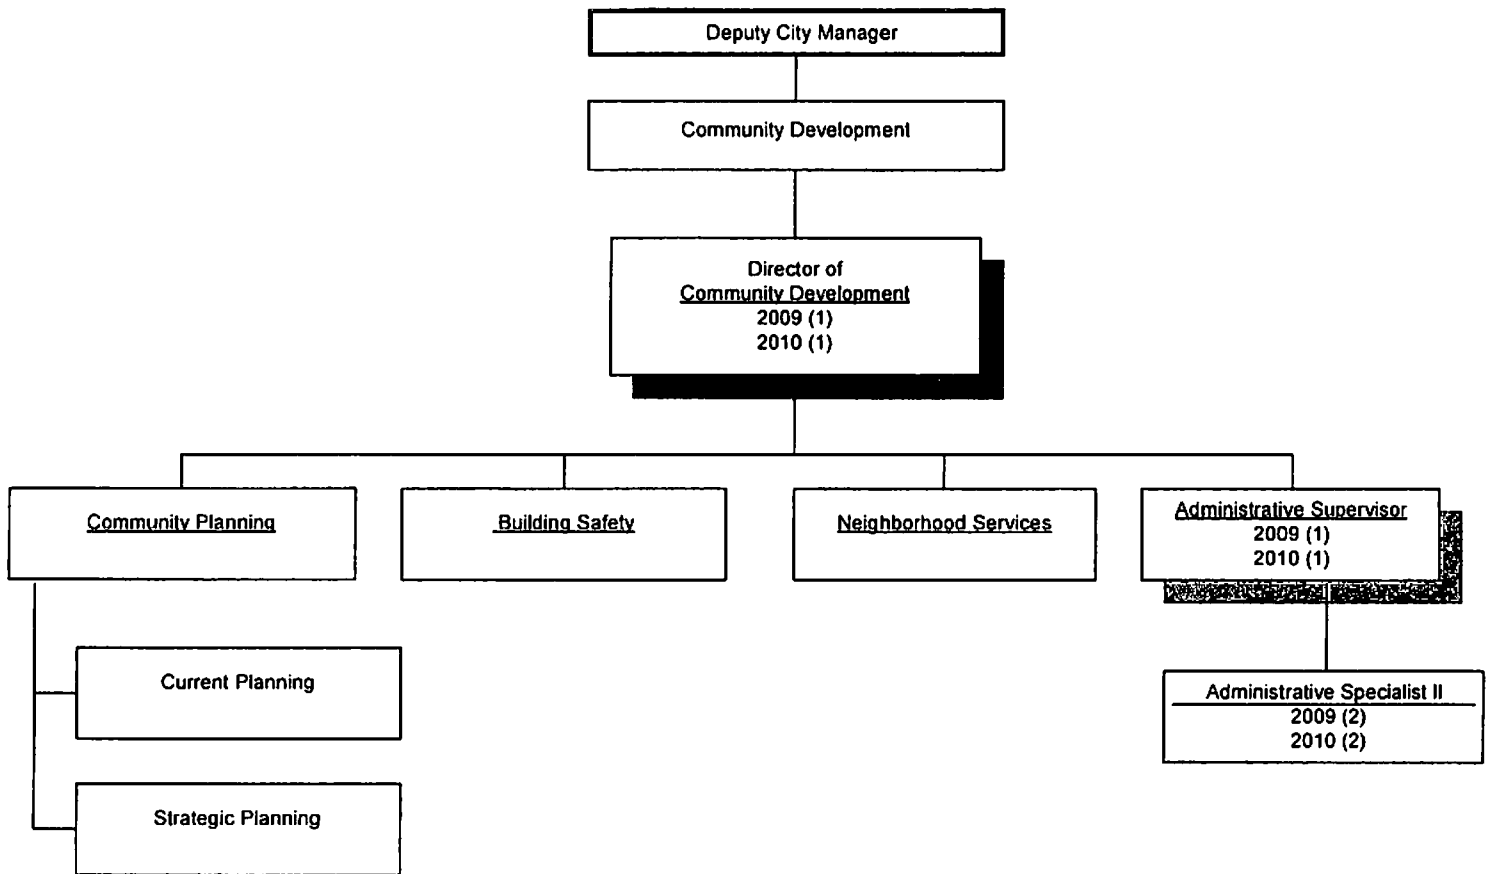 Deputy City Manager
Community Development
Director of
Community Development
2009 (1)
2010 (1)
Community Planning
Building Safety
Neighborhood Services
Administrative Supervisor
2009 (1)
2010 (1)
Current Planning
Strategic Planning
Administrative Specialist II
2009 (2)
2010 (2)